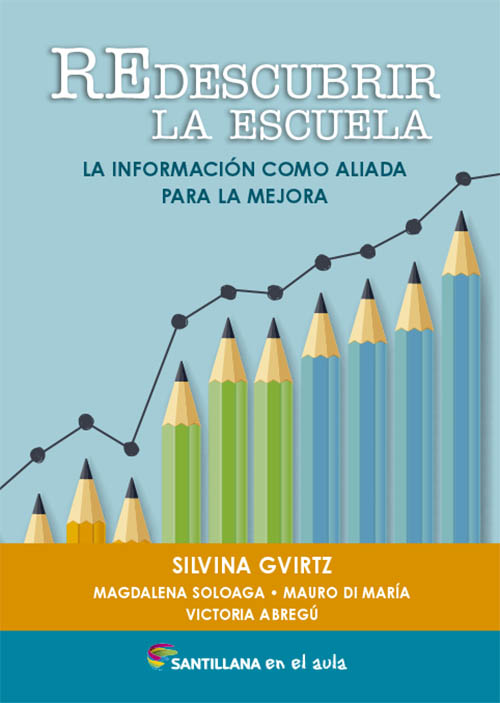 REDESCUBRIR
LA ESCUELA
LA INFORMACIÓN COMO ALIADA
PARA LA MEJORA
SILVINA GVIRTZ
MAGDALENA SOLOAGA • MAURO DI MARÍA
VICTORIA ABREGÚ
SANTILLANA en el aula